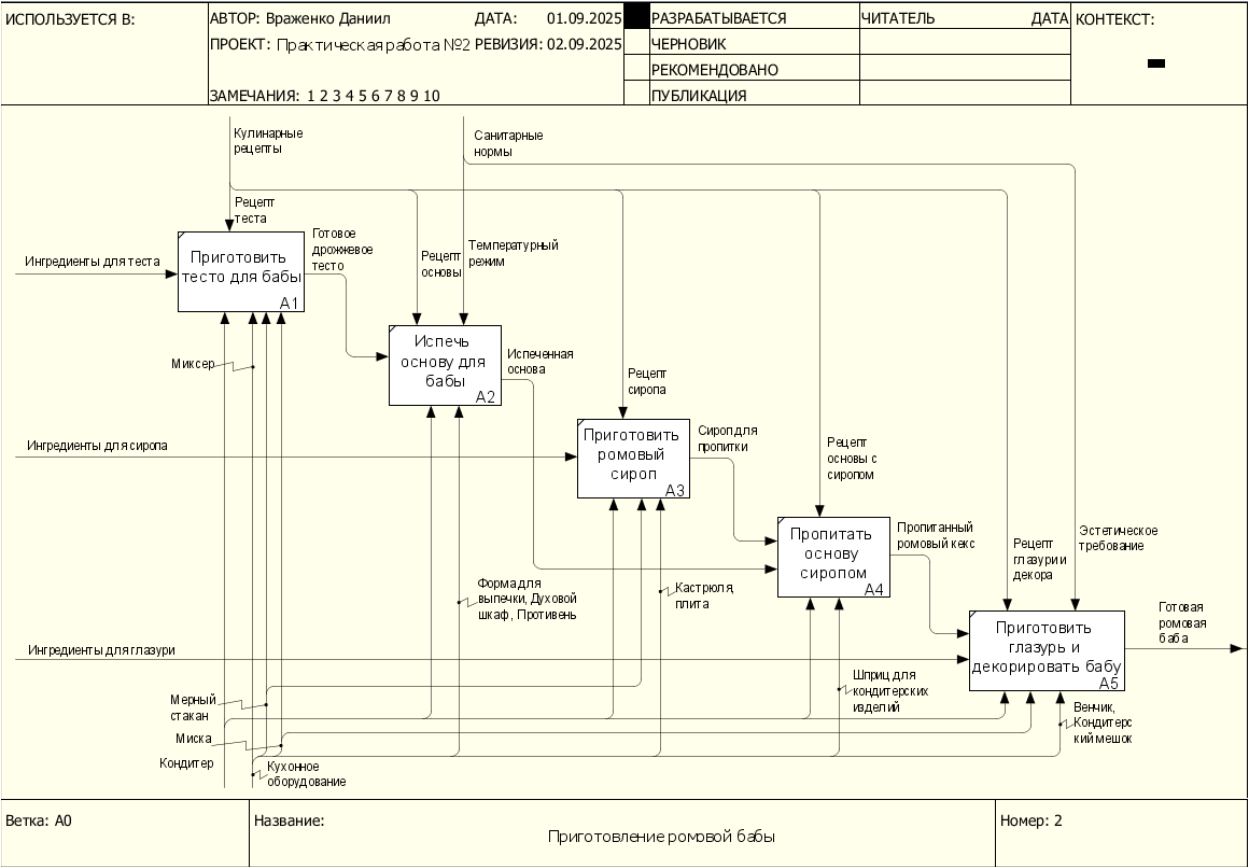 ИСПОЛЬЗУЕТСЯ В:
АВТОР: Враженко Даниил
ДАТА: 01.09.2025
РАЗРАБАТЫВАЕТСЯ
ЧИТАТЕЛЬ
ДАТА
КОНТЕКСТ:
ПРОЕКТ: Практическая работа №2
РЕВИЗИЯ: 02.09.2025
ЧЕРНОВИК
РЕКОМЕНДОВАНО
ЗАМЕЧАНИЯ: 1 2 3 4 5 6 7 8 9 10
ПУБЛИКАЦИЯ
Кулинарные
рецепты
Санитарные
нормы
Рецепт
теста
Ингредиенты для теста
Приготовить
тесто для бабы
A1
Готовое
дрожжевое
тесто
Рецепт
основы
Температурный
режим
Миксер
Испечь
основу для
бабы
A2
Испеченная
основа
Рецепт
сиропа
Ингредиенты для сиропа
Приготовить
ромовый
сироп
A3
Сироп для
пропитки
Рецепт
основы с
сиропом
Пропитать
основу
сиропом
A4
Пропитанный
ромовый кекс
Рецепт
глазури и
декора
Эстетическое
требование
Форма для
выпечки, Духовой
шкаф, Противень
Кастрюля,
плита
Ингредиенты для глазури
Приготовить
глазурь и
декорировать бабу
A5
Готовая
ромовая
баба
Шприц для
кондитерских
изделий
Венчик,
Кондитерс
кий мешок
Мерный
стакан
Миска
Кондитер
Кухонное
оборудование
Ветка: A0
Название:
Приготовление ромовой бабы
Номер: 2